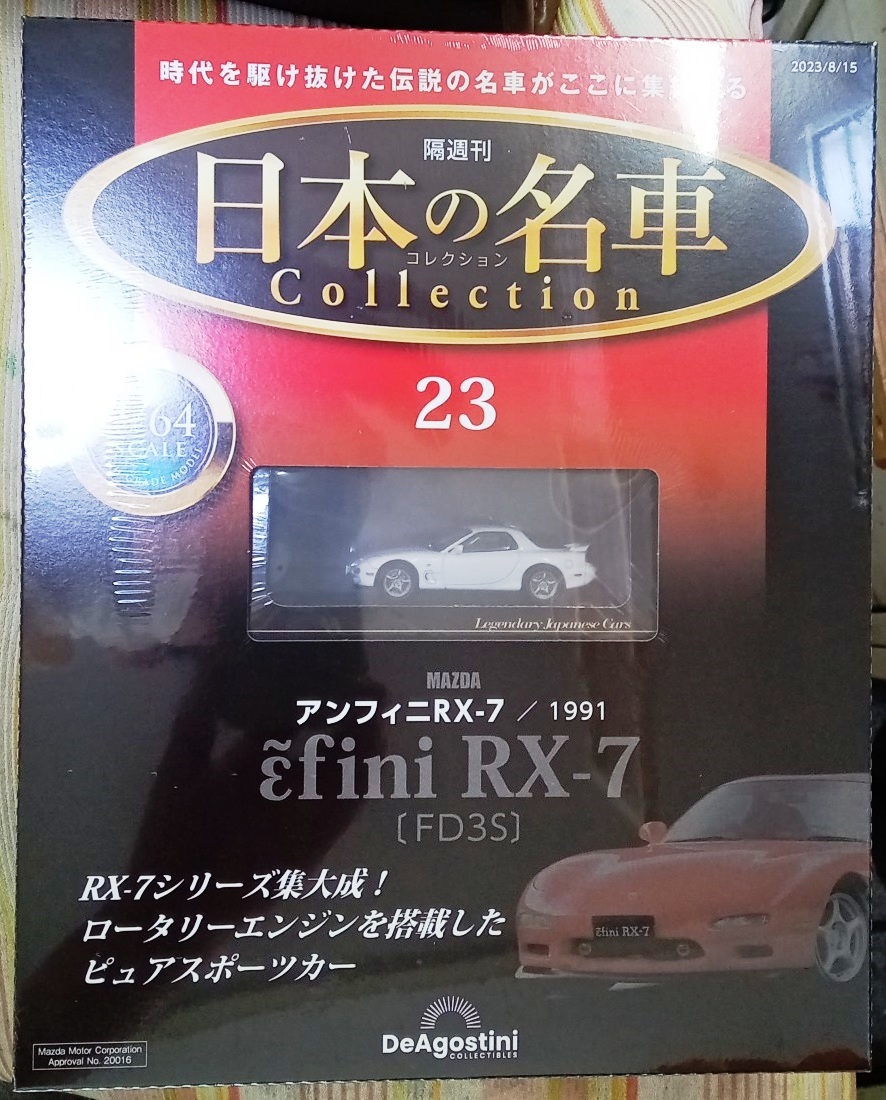 2023/8/15
時代を駆け抜けた伝説の名車がここに集 る
隔週刊
日本の名車
コレクション
Collection
23
64
SCALE
MODEL
Legendary Japanese Cars
MAZDA
アンフィニRX-7 / 1991
ε̃fini RX-7
〔FD3S〕
RX-7シリーズ集大成！
ロータリーエンジンを搭載した
ピュアスポーツカー
ε̃fini RX-7
DeAgostini
COLLECTIBLES
Mazda Motor Corporation
Approval No. 20016